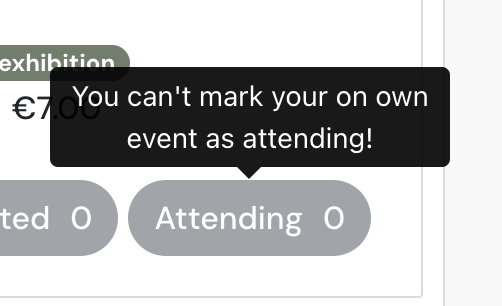 exhibition
€7.00
You can't mark your on own
event as attending!
ted 0
Attending 0